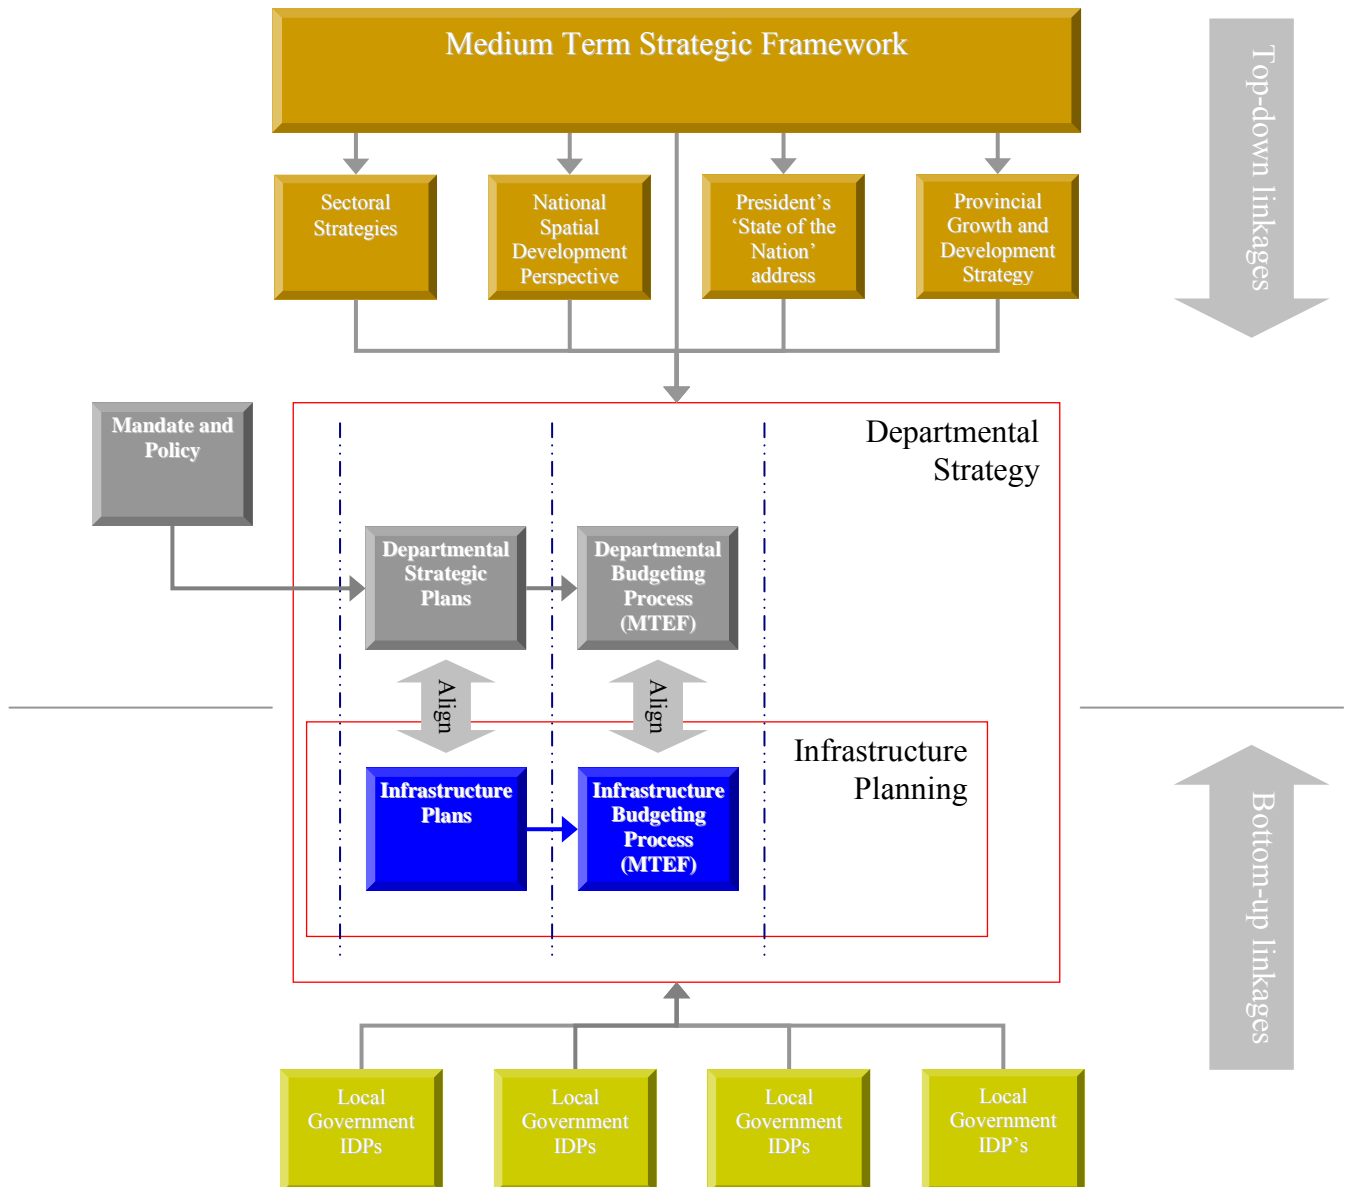 Medium Term Strategic Framework
Top-down linkages
Sectoral
Strategies
National
Spatial
Development
Perspective
President’s
‘State of the
Nation’
address
Provincial
Growth and
Development
Strategy
Mandate and
Policy
Departmental
Strategy
Departmental
Strategic
Plans
Departmental
Budgeting
Process
(MTEF)
Align
Align
Infrastructure
Planning
Infrastructure
Plans
Infrastructure
Budgeting
Process
(MTEF)
Bottom-up linkages
Local
Government
IDPs
Local
Government
IDPs
Local
Government
IDPs
Local
Government
IDP’s